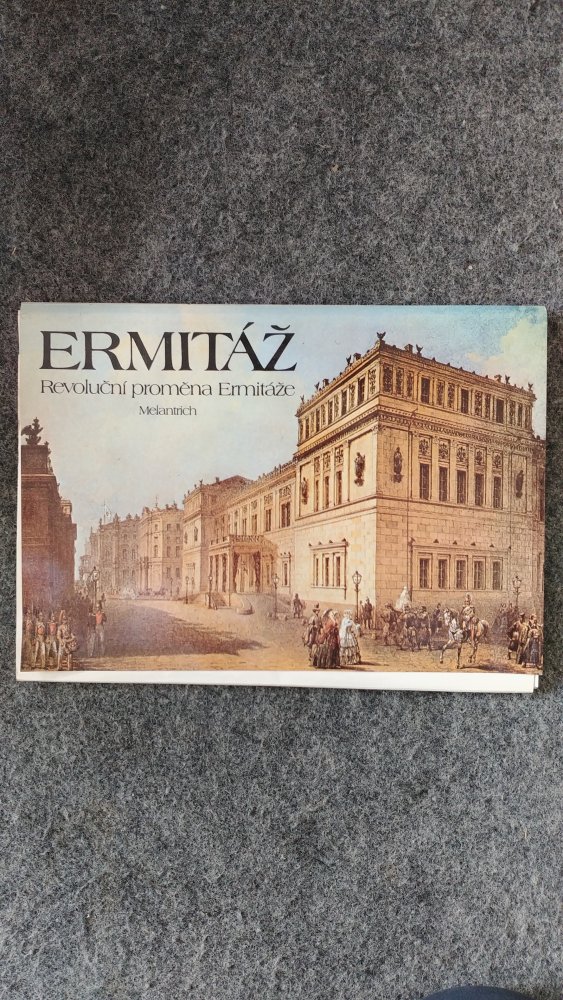 ERMITÁŽ
Revoluční proměna Ermitáže
Melantrich